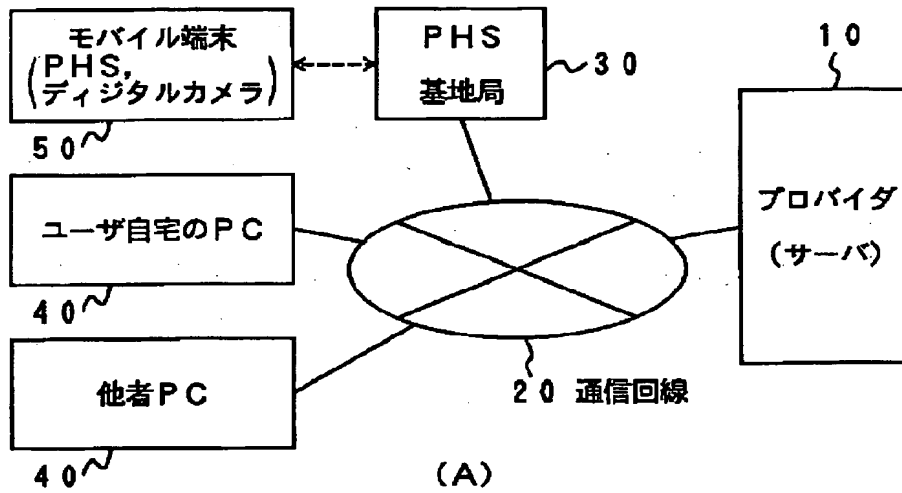 モバイル端末
(PHS,
ディジタルカメラ)
50
PHS
基地局
30
10
プロバイダ
(サーバ)
ユーザ自宅のPC
40
他者PC
40
20 通信回線
(A)